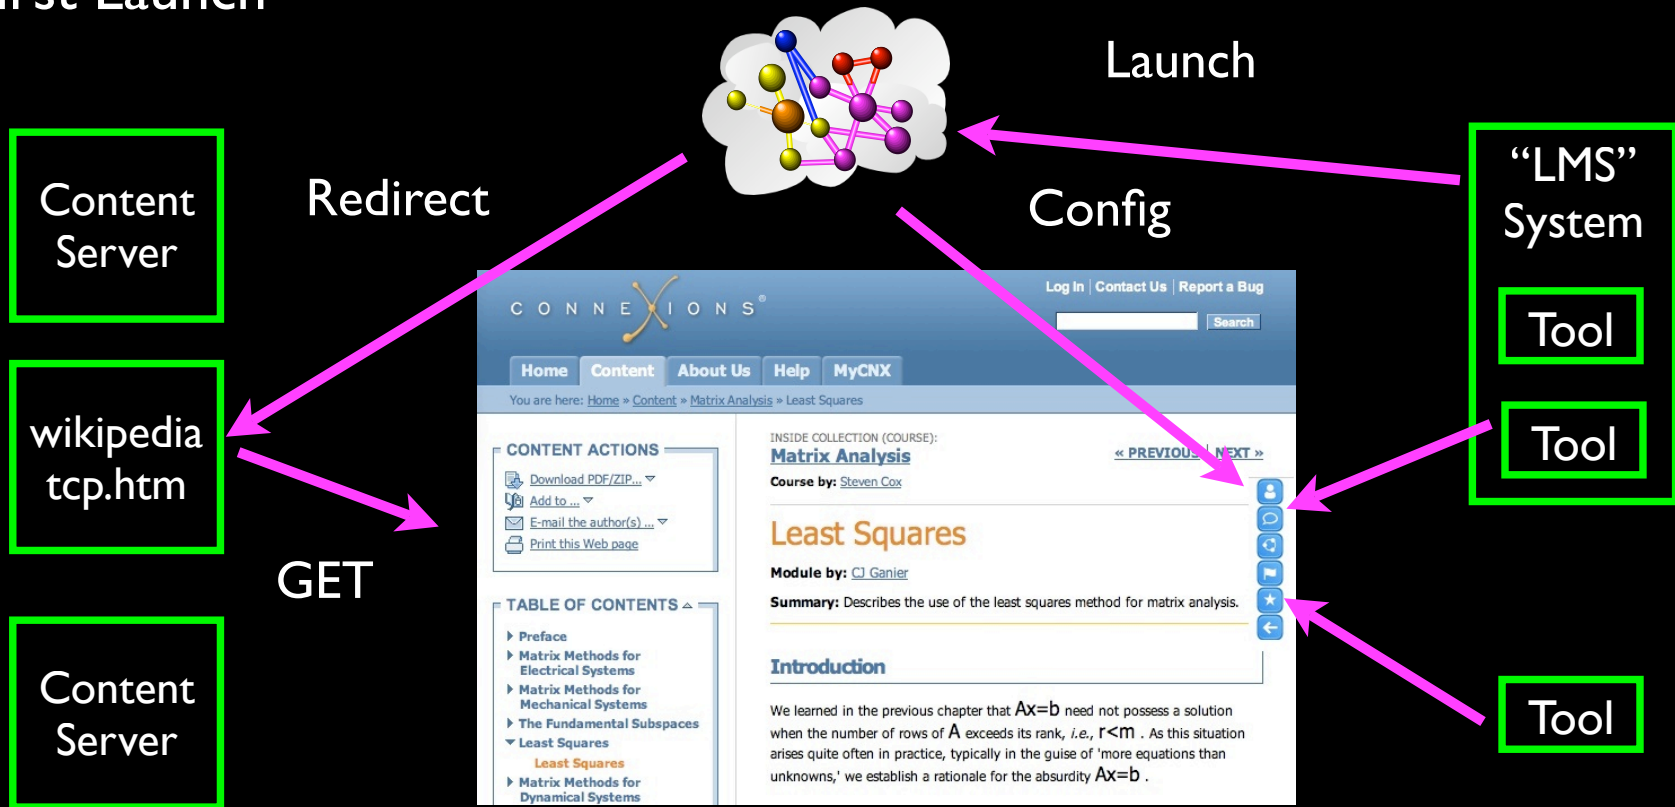 Launch
Launch
Redirect
Config
GET
Content
Server
wikipedia
tcp.htm
Content
Server
"LMS"
System
Tool
Tool
Tool
CONNEXIONS®
Log In | Contact Us | Report a Bug
Search
Home Content About Us Help MyCNX
You are here: Home » Content » Matrix Analysis » Least Squares
CONTENT ACTIONS
Download PDF/ZIP...
Add to ...
E-mail the author(s) ...
Print this Web page
TABLE OF CONTENTS
Preface
Matrix Methods for
Electrical Systems
Matrix Methods for
Mechanical Systems
The Fundamental Subspaces
Least Squares
Least Squares
Matrix Methods for
Dynamical Systems
INSIDE COLLECTION (COURSE):
Matrix Analysis
« PREVIOUS | NEXT »
Course by: Steven Cox
Least Squares
Module by: CJ Ganier
Summary: Describes the use of the least squares method for matrix analysis.
Introduction
We learned in the previous chapter that Ax=b need not possess a solution
when the number of rows of A exceeds its rank, i.e., r<m . As this situation
arises quite often in practice, typically in the guise of 'more equations than
unknowns,' we establish a rationale for the absurdity Ax=b .